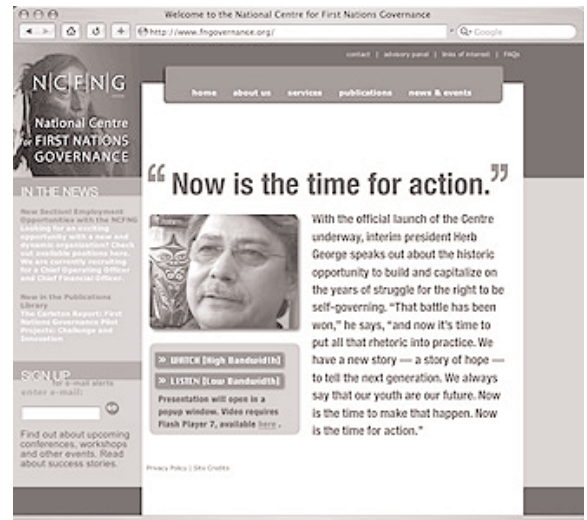 Welcome to the National Centre for First Nations Governance
http://www.fngovernance.org/
Google
contact | advisory panel | links of interest | FAQs
N|C|F|N|G
National Centre
for FIRST NATIONS
GOVERNANCE
home about us services publications news & events
IN THE NEWS
New Section! Employment
Opportunities with the NCFNG
Looking for an exciting
opportunity with a new and
dynamic organization? Check
out available positions here.
We are currently recruiting
for a Chief Operating Officer
and Chief Financial Officer.
New in the Publications
Library
The Carleton Report: First
Nations Governance Pilot
Projects: Challenge and
Innovation
SIGN UP
for e-mail alerts
enter e-mail:
Find out about upcoming
conferences, workshops
and other events. Read
about success stories.
“Now is the time for action.”
With the official launch of the Centre
underway, interim president Herb
George speaks out about the historic
opportunity to build and capitalize on
the years of struggle for the right to be
self-governing. “That battle has been
won,” he says, “and now it's time to
put all that rhetoric into practice. We
have a new story — a story of hope —
to tell the next generation. We always
say that our youth are our future. Now
is the time to make that happen. Now
is the time for action.”
» WATCH [High Bandwidth]
» LISTEN [Low Bandwidth]
Presentation will open in a
popup window. Video requires
Flash Player 7, available here .
Privacy Policy | Site Credits